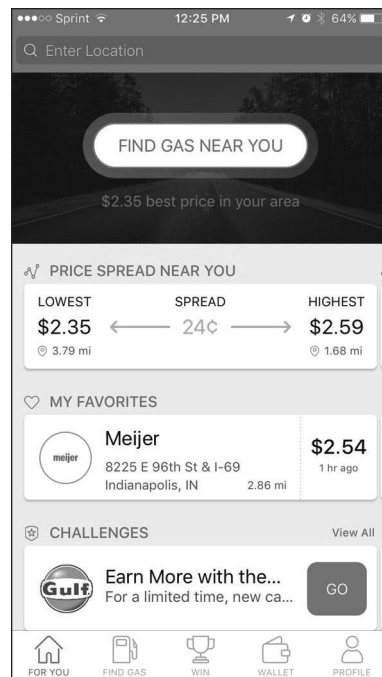 Sprint 12:25 PM 64%
Enter Location
FIND GAS NEAR YOU
$2.35 best price in your area
PRICE SPREAD NEAR YOU
LOWEST SPREAD HIGHEST
$2.35 24¢ $2.59
3.79 mi 1.68 mi
MY FAVORITES
meijer
Meijer
$2.54
8225 E 96th St & I-69
1 hr ago
Indianapolis, IN 2.86 mi
CHALLENGES View All
Gulf
Earn More with the...
For a limited time, new ca...
GO
FOR YOU FIND GAS WIN WALLET PROFILE